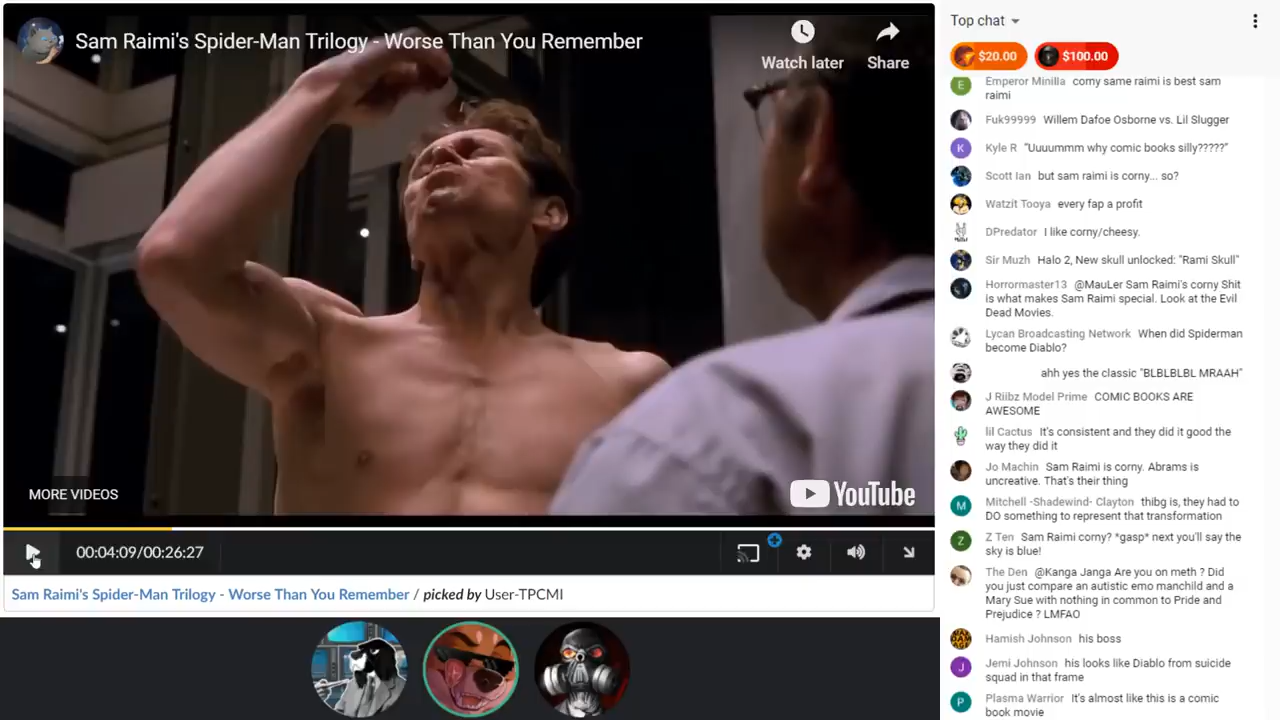 Sam Raimi's Spider-Man Trilogy - Worse Than You Remember
Watch later
Share
MORE VIDEOS
YouTube
00:04:09/00:26:27
Sam Raimi's Spider-Man Trilogy - Worse Than You Remember / picked by User-TPCMI
Top chat
$20.00
$100.00
E
Emperor Minilla corny same raimi is best sam
raimi
Fuk99999 Willem Dafoe Osborne vs. Lil Slugger
K
Kyle R “Uuuummm why comic books silly?????”
Scott Ian but sam raimi is corny... so?
Watzit Tooya every fap a profit
DPredator I like corny/cheesy.
Sir Muzh Halo 2, New skull unlocked: "Rami Skull"
Horrormaster13 @MauLer Sam Raimi's corny Shit
is what makes Sam Raimi special. Look at the Evil
Dead Movies.
Lycan Broadcasting Network When did Spiderman
become Diablo?
ahh yes the classic "BLBLBLBL MRAAH"
J Riibz Model Prime COMIC BOOKS ARE
AWESOME
lil Cactus It's consistent and they did it good the
way they did it
Jo Machin Sam Raimi is corny. Abrams is
uncreative. That's their thing
M
Mitchell -Shadewind- Clayton thibg is, they had to
DO something to represent that transformation
Z
Z Ten Sam Raimi corny? *gasp* next you'll say the
sky is blue!
The Den @Kanga Janga Are you on meth ? Did
you just compare an autistic emo manchild and a
Mary Sue with nothing in common to Pride and
Prejudice ? LMFAO
Hamish Johnson his boss
J
Jemi Johnson his looks like Diablo from suicide
squad in that frame
P
Plasma Warrior It's almost like this is a comic
book movie